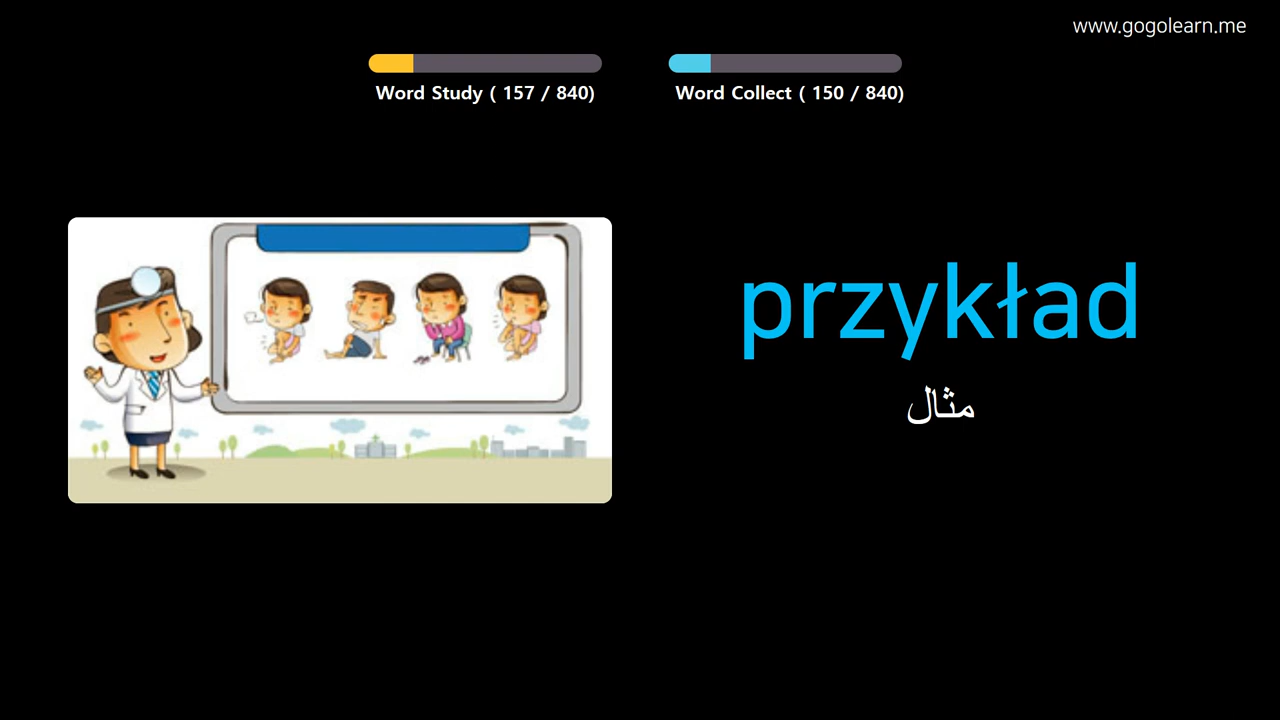 www.gogolearn.me
Word Study ( 157 / 840)
Word Collect ( 150 / 840)
przykład
مثال